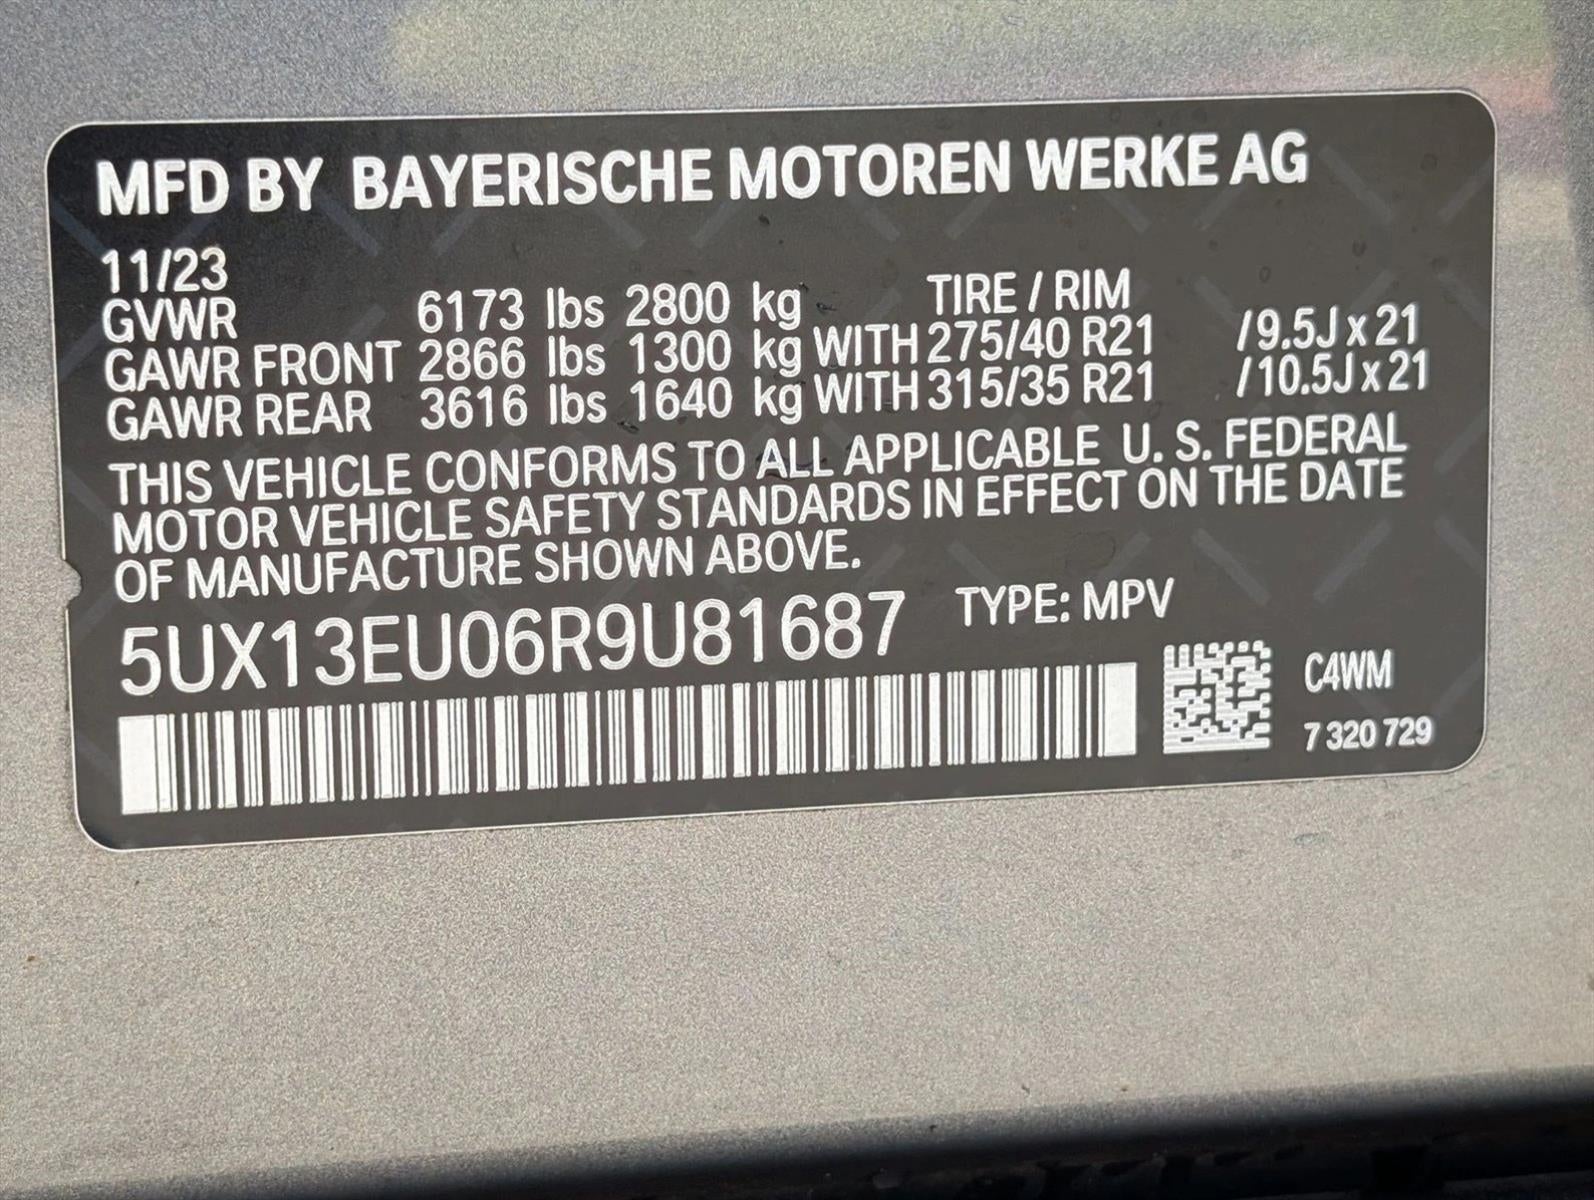 MFD BY BAYERISCHE MOTOREN WERKE AG
11/23
TIRE / RIM
GVWR 6173 lbs 2800 kg
GAWR FRONT 2866 lbs 1300 kg WITH 275/40 R21 /9.5J x 21
GAWR REAR 3616 lbs 1640 kg WITH 315/35 R21 /10.5J x 21
THIS VEHICLE CONFORMS TO ALL APPLICABLE U. S. FEDERAL
MOTOR VEHICLE SAFETY STANDARDS IN EFFECT ON THE DATE
OF MANUFACTURE SHOWN ABOVE.
5UX13EU06R9U81687 TYPE: MPV
C4WM
7 320 729